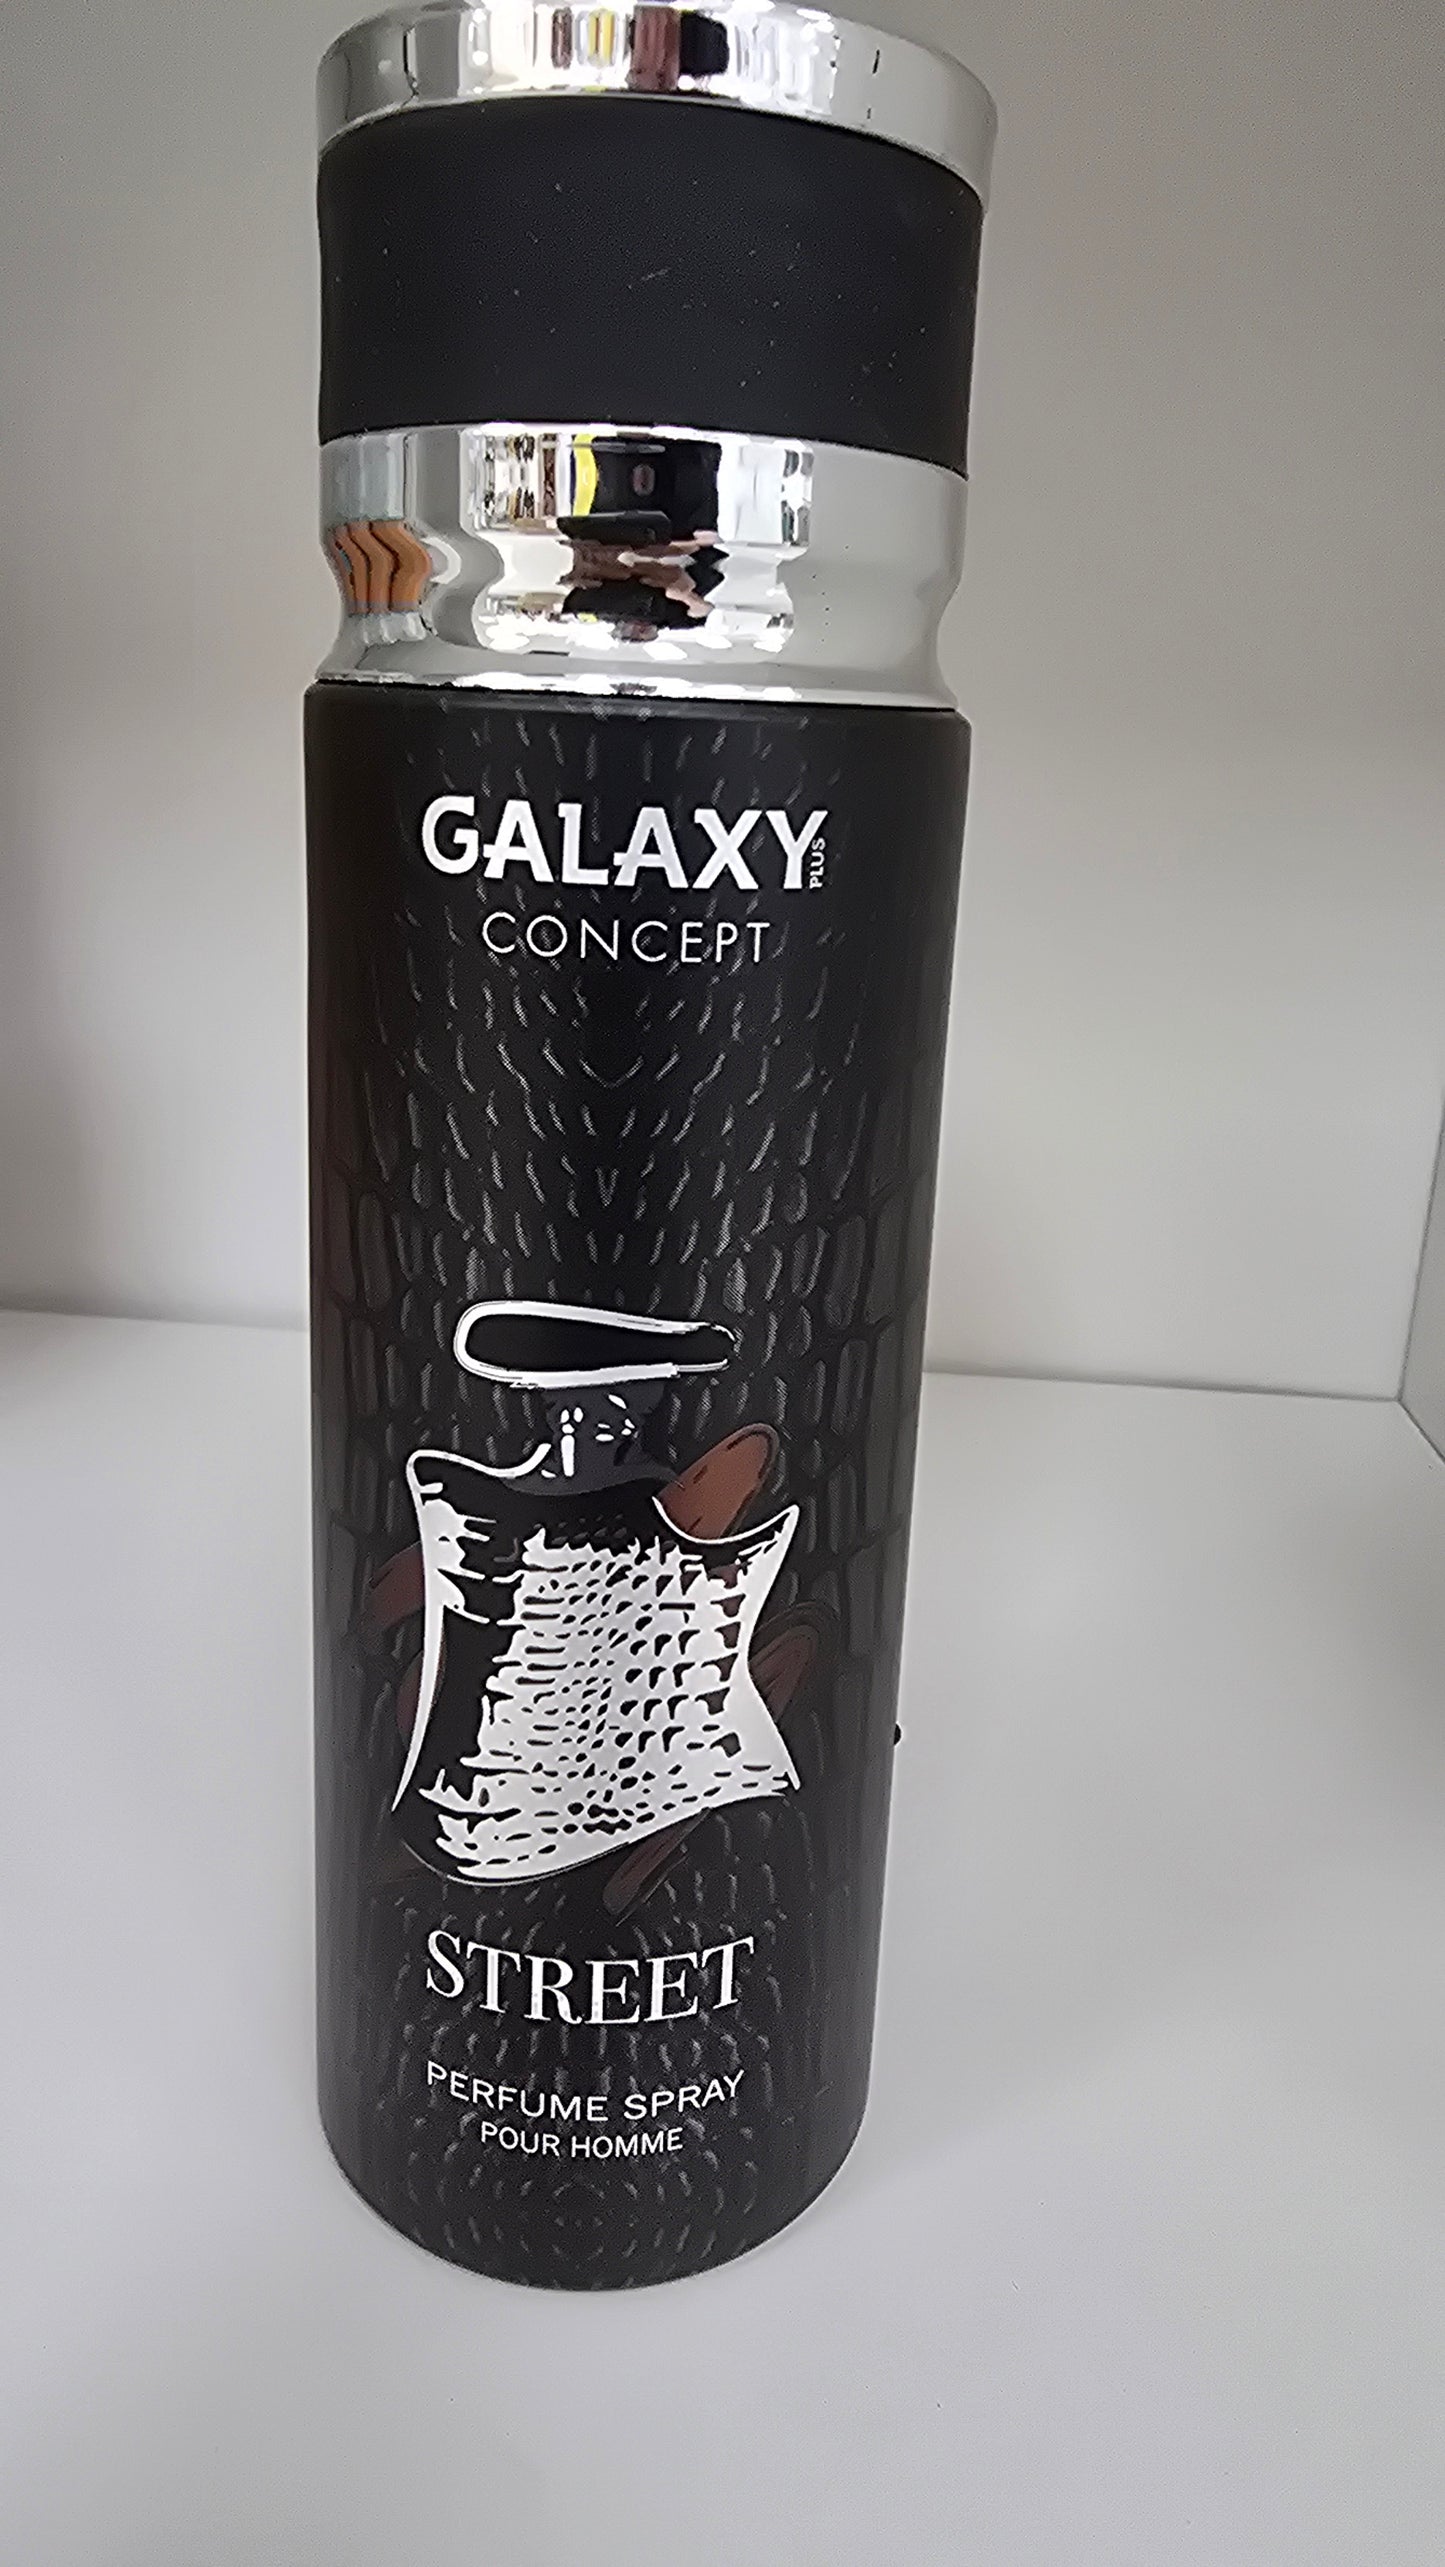 GALAXY PLUS
CONCEPT
STREET
PERFUME SPRAY
POUR HOMME